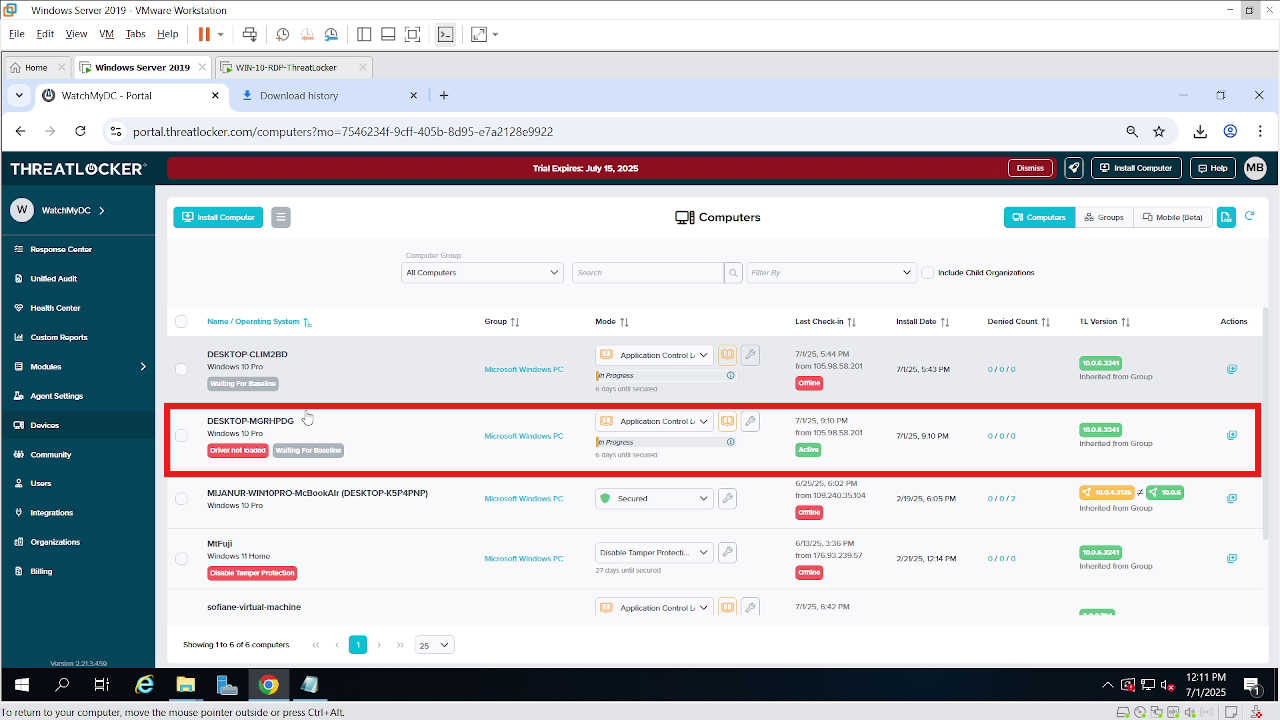 Windows Server 2019 - VMware Workstation
File Edit View VM Tabs Help
Home Windows Server 2019 WIN-10-RDP-ThreatLocker
WatchMyDC - Portal Download history
portal.threatlocker.com/computers?mo=7546234f-9cff-405b-8d95-e7a2128e9922
THREATLOCKER Trial Expires: July 15, 2025 Dismiss Install Computer Help MB
W WatchMyDC
Response Center
Unified Audit
Health Center
Custom Reports
Modules
Agent Settings
Devices
Community
Users
Integrations
Organizations
Billing
Version 2.21.3.459
Install Computer Computers Computers Groups Mobile (Beta)
Computer Group
All Computers Search Filter By Include Child Organizations
Name / Operating System Group Mode Last Check-in Install Date Denied Count TL Version Actions
DESKTOP-CLIM2BD
Windows 10 Pro
Waiting For Baseline
Microsoft Windows PC
Application Control L
In Progress
6 days until secured
7/1/25, 5:44 PM
from 105.98.58.201
Offline
7/1/25, 5:43 PM
0 / 0 / 0
10.0.6.3241
Inherited from Group
DESKTOP-MGRHPDG
Windows 10 Pro
Driver not loaded Waiting For Baseline
Microsoft Windows PC
Application Control L
In Progress
6 days until secured
7/1/25, 9:10 PM
from 105.98.58.201
Active
7/1/25, 9:10 PM
0 / 0 / 0
10.0.6.3241
Inherited from Group
MIJANUR-WIN10PRO-McBookAir (DESKTOP-K5P4PNP)
Windows 10 Pro
Microsoft Windows PC
Secured
6/25/25, 6:02 PM
from 109.240.35.104
Offline
2/19/25, 6:05 PM
0 / 0 / 2
10.0.4.3135 ≠ 10.0.6
Inherited from Group
MtFuji
Windows 11 Home
Disable Tamper Protection
Microsoft Windows PC
Disable Tamper Protecti...
27 days until secured
6/13/25, 3:36 PM
from 176.93.239.57
Offline
2/21/25, 12:14 PM
0 / 0 / 0
10.0.6.3241
Inherited from Group
sofiane-virtual-machine
Application Control L
7/1/25, 6:42 PM
Showing 1 to 6 of 6 computers « ‹ 1 › » 25
12:11 PM
7/1/2025
1
To return to your computer, move the mouse pointer outside or press Ctrl+Alt.